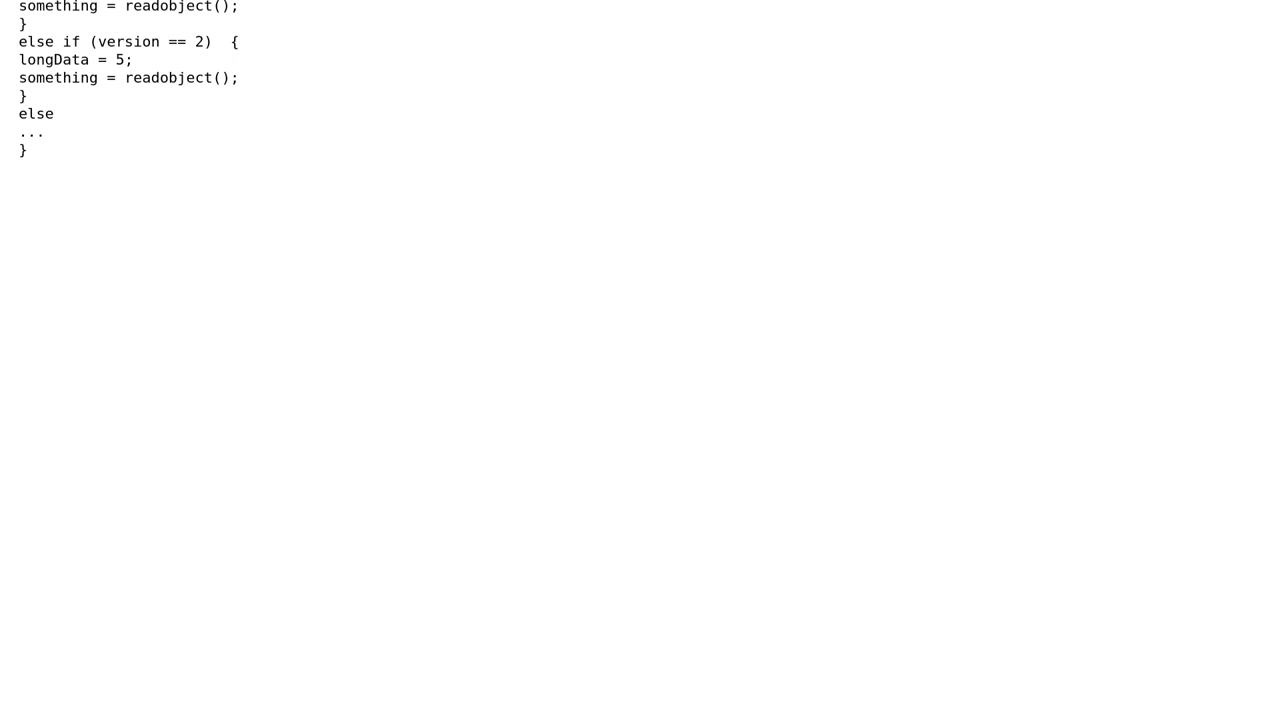 something = readobject();
}
else if (version == 2)  {
longData = 5;
something = readobject();
}
else
...
}